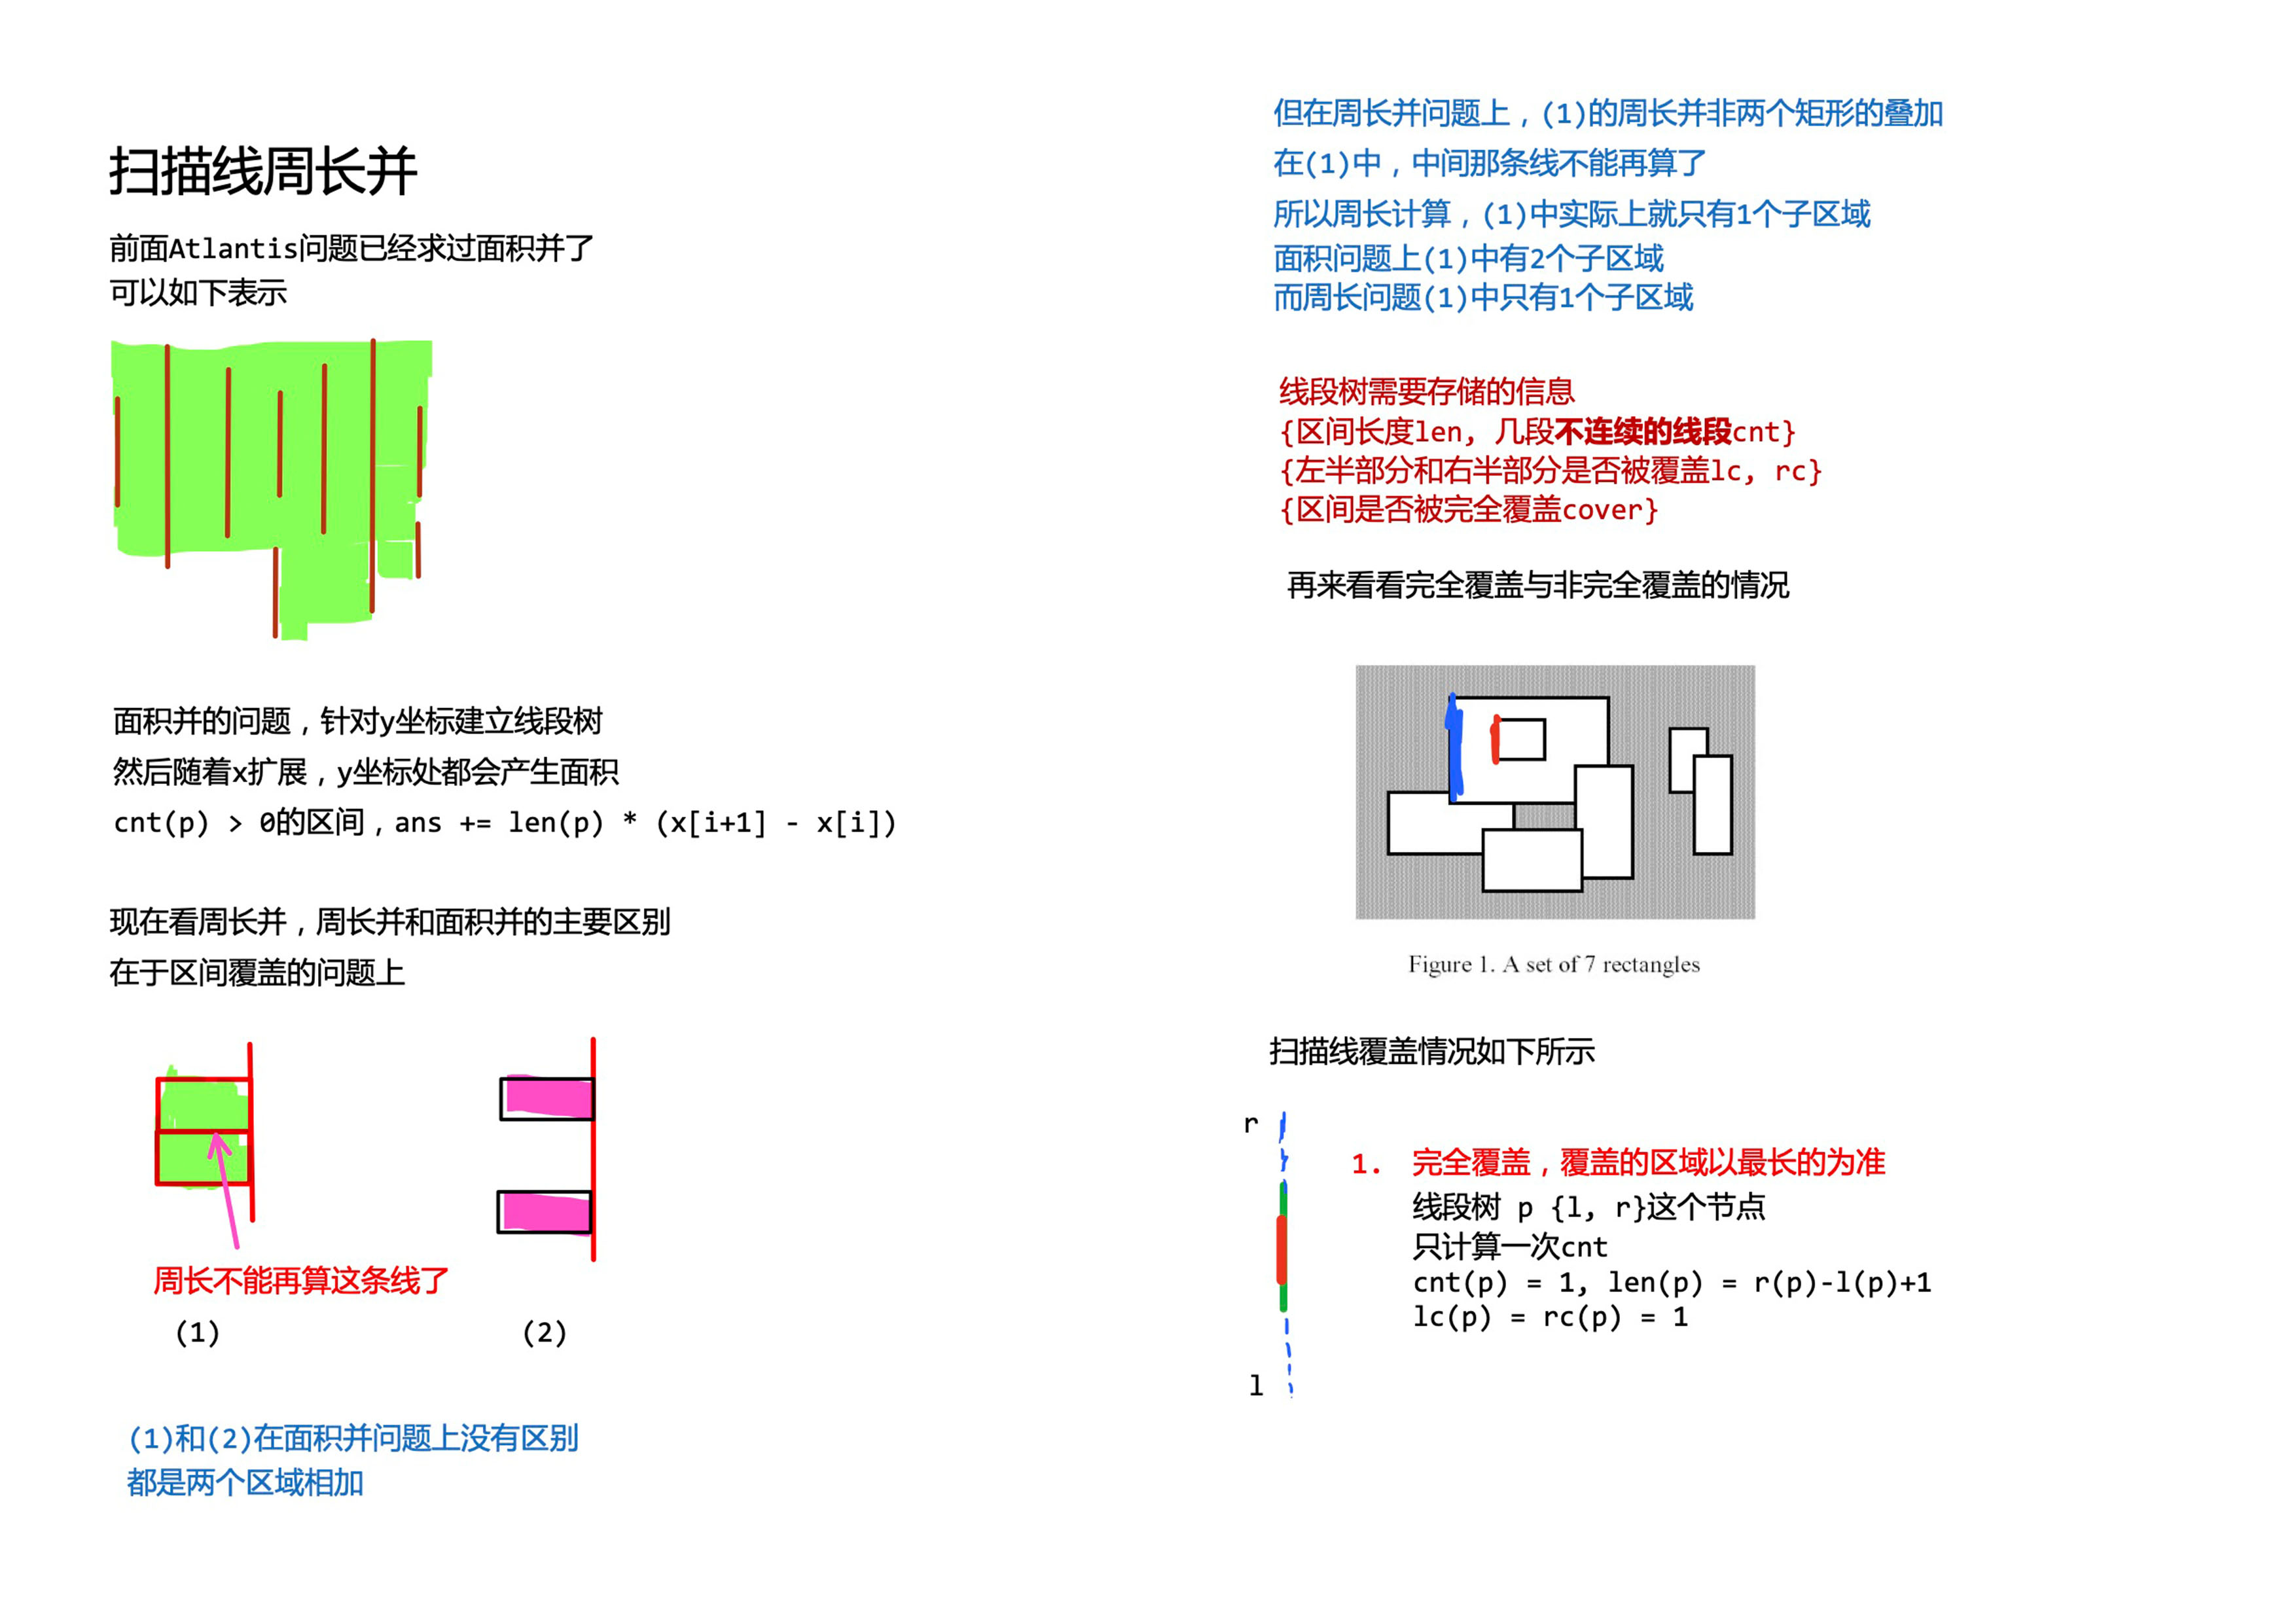 扫描线周长并
前面Atlantis问题已经求过面积并了
可以如下表示
面积并的问题，针对y坐标建立线段树
然后随着x扩展，y坐标处都会产生面积
cnt(p) > 0的区间，ans += len(p) * (x[i+1] - x[i])
现在看周长并，周长并和面积并的主要区别
在于区间覆盖的问题上
周长不能再算这条线了
(1)
(2)
(1)和(2)在面积并问题上没有区别
都是两个区域相加
但在周长并问题上，(1)的周长并非两个矩形的叠加
在(1)中，中间那条线不能再算了
所以周长计算，(1)中实际上就只有1个子区域
面积问题上(1)中有2个子区域
而周长问题(1)中只有1个子区域
线段树需要存储的信息
{区间长度len, 几段不连续的线段cnt}
{左半部分和右半部分是否被覆盖lc, rc}
{区间是否被完全覆盖cover}
再来看看完全覆盖与非完全覆盖的情况
Figure 1. A set of 7 rectangles
扫描线覆盖情况如下所示
r
1. 完全覆盖，覆盖的区域以最长的为准
线段树 p {l, r}这个节点
只计算一次cnt
cnt(p) = 1, len(p) = r(p)-l(p)+1
lc(p) = rc(p) = 1
l